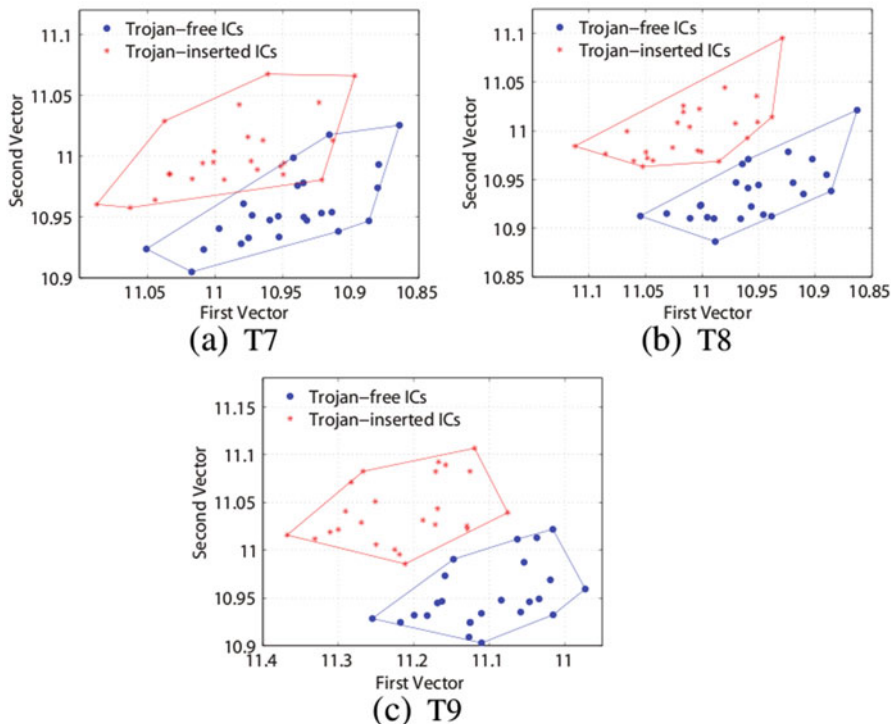 11.1
11.05
11
10.95
10.9
Second Vector
Trojan-free ICs
Trojan-inserted ICs
11.05 11 10.95 10.9 10.85
First Vector
(a) T7
11.1
11.05
11
10.95
10.9
10.85
Second Vector
Trojan-free ICs
Trojan-inserted ICs
11.1 11.05 11 10.95 10.9 10.85
First Vector
(b) T8
11.15
11.1
11.05
11
10.95
10.9
Second Vector
Trojan-free ICs
Trojan-inserted ICs
11.4 11.3 11.2 11.1 11
First Vector
(c) T9